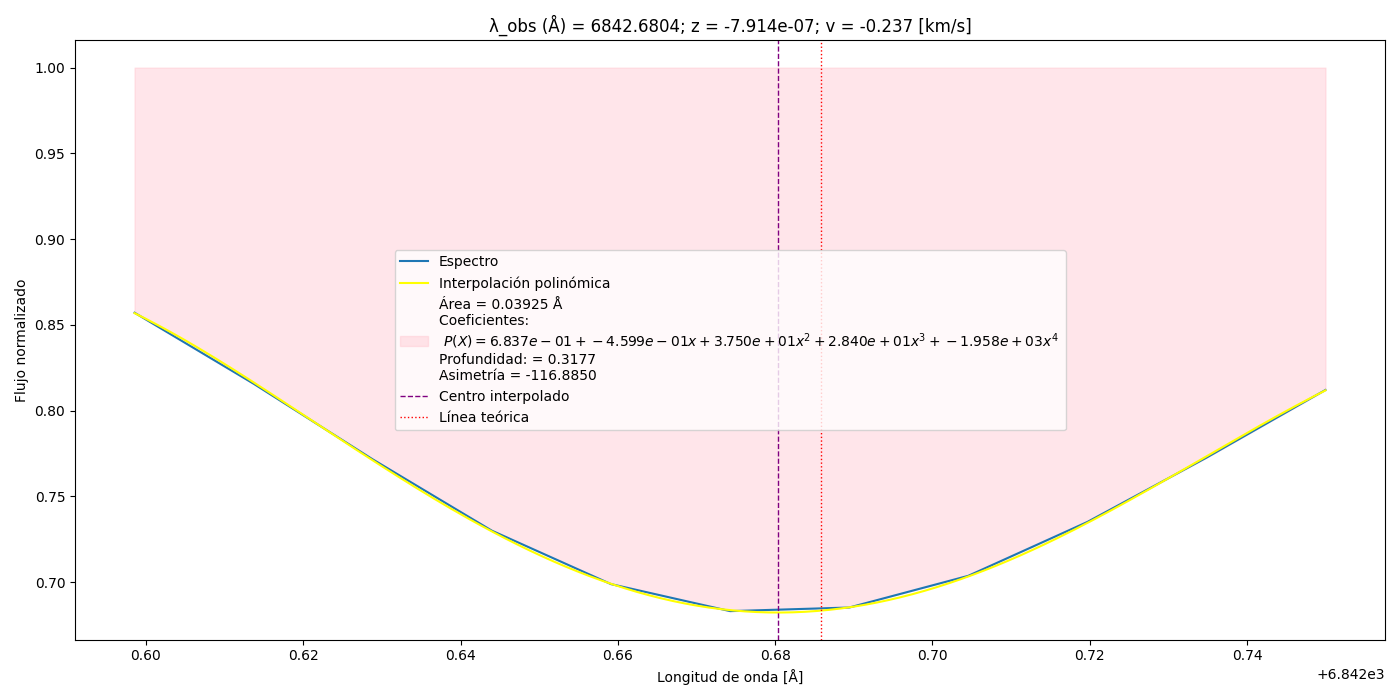 λ_obs (Å) = 6842.6804; z = -7.914e-07; v = -0.237 [km/s]
Flujo normalizado
1.00
0.95
0.90
0.85
0.80
0.75
0.70
Espectro
Interpolación polinómica
Área = 0.03925 Å
Coeficientes:
P(X) = 6.837e − 01 + −4.599e − 01x + 3.750e + 01x² + 2.840e + 01x³ + −1.958e + 03x⁴
Profundidad: = 0.3177
Asimetría = -116.8850
Centro interpolado
Línea teórica
0.60 0.62 0.64 0.66 0.68 0.70 0.72 0.74
+6.842e3
Longitud de onda [Å]